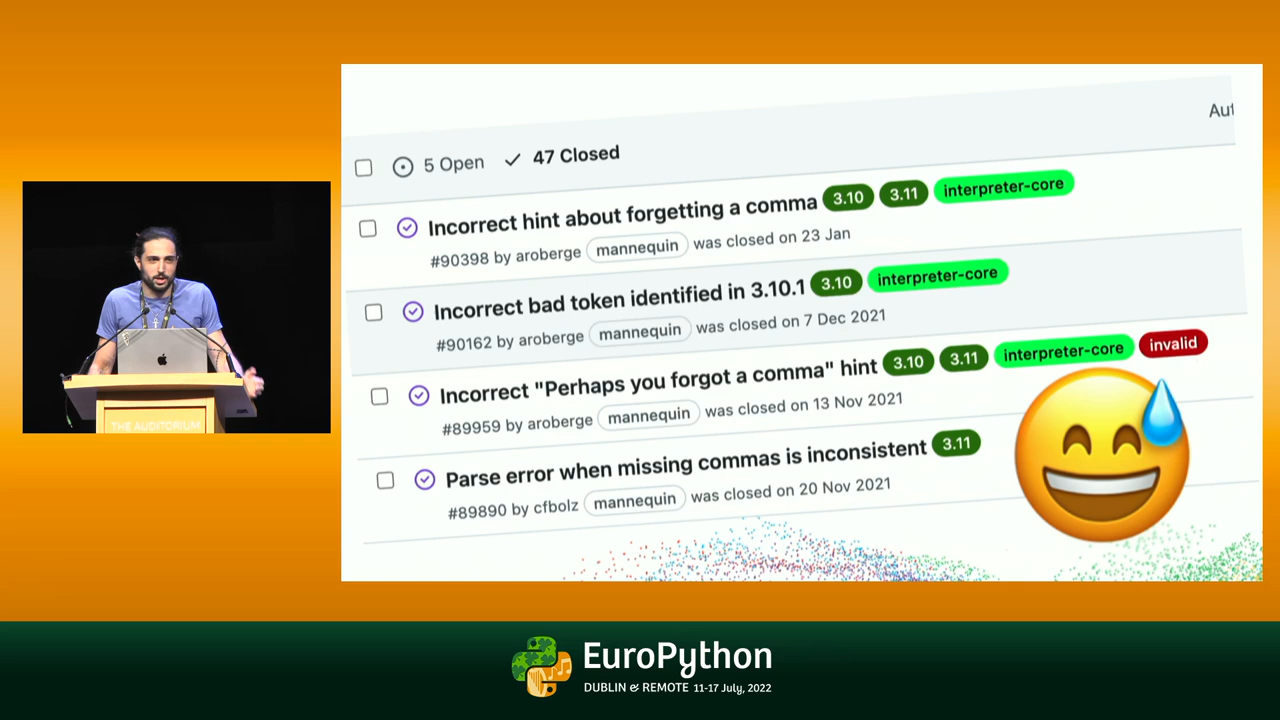 Aut
5 Open 47 Closed
Incorrect hint about forgetting a comma 3.10 3.11 interpreter-core
#90398 by aroberge mannequin was closed on 23 Jan
Incorrect bad token identified in 3.10.1 3.10 interpreter-core
#90162 by aroberge mannequin was closed on 7 Dec 2021
Incorrect "Perhaps you forgot a comma" hint 3.10 3.11 interpreter-core invalid
#89959 by aroberge mannequin was closed on 13 Nov 2021
Parse error when missing commas is inconsistent 3.11
#89890 by cfbolz mannequin was closed on 20 Nov 2021
THE AUDITORIUM
EuroPython
DUBLIN & REMOTE 11-17 July, 2022